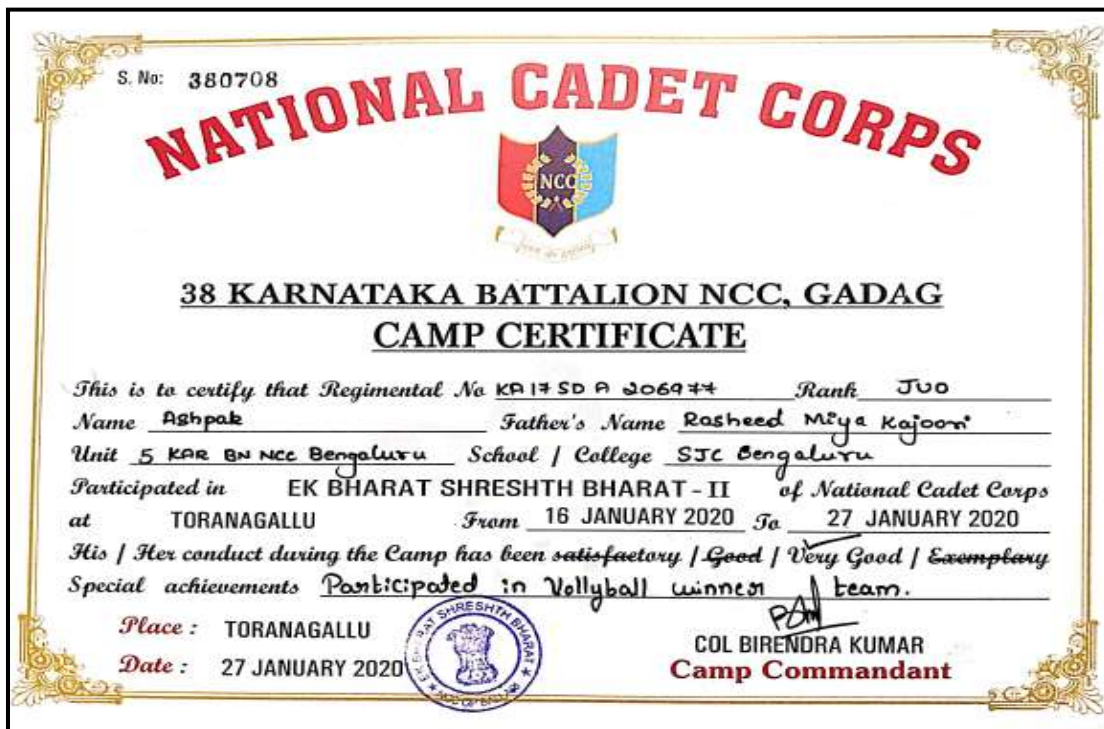 S. No: 380708
NATIONAL CADET CORPS
NCC
38 KARNATAKA BATTALION NCC, GADAG
CAMP CERTIFICATE
This is to certify that Regimental No KA17SDA206977 Rank JUO
Name Ashpak Father's Name Rasheed Miya Kajoori
Unit 5 KAR BN NCC Bengaluru School / College SJC Bengaluru
Participated in EK BHARAT SHRESHTH BHARAT - II of National Cadet Corps
at TORANAGALLU From 16 JANUARY 2020 To 27 JANUARY 2020
His / Her conduct during the Camp has been satisfactory / Good / Very Good / Exemplary
Special achievements Participated in Vollyball winner team.
Place : TORANAGALLU
Date : 27 JANUARY 2020
EK BHARAT SHRESHTH BHARAT
NCC GP BALLARI
COL BIRENDRA KUMAR
Camp Commandant